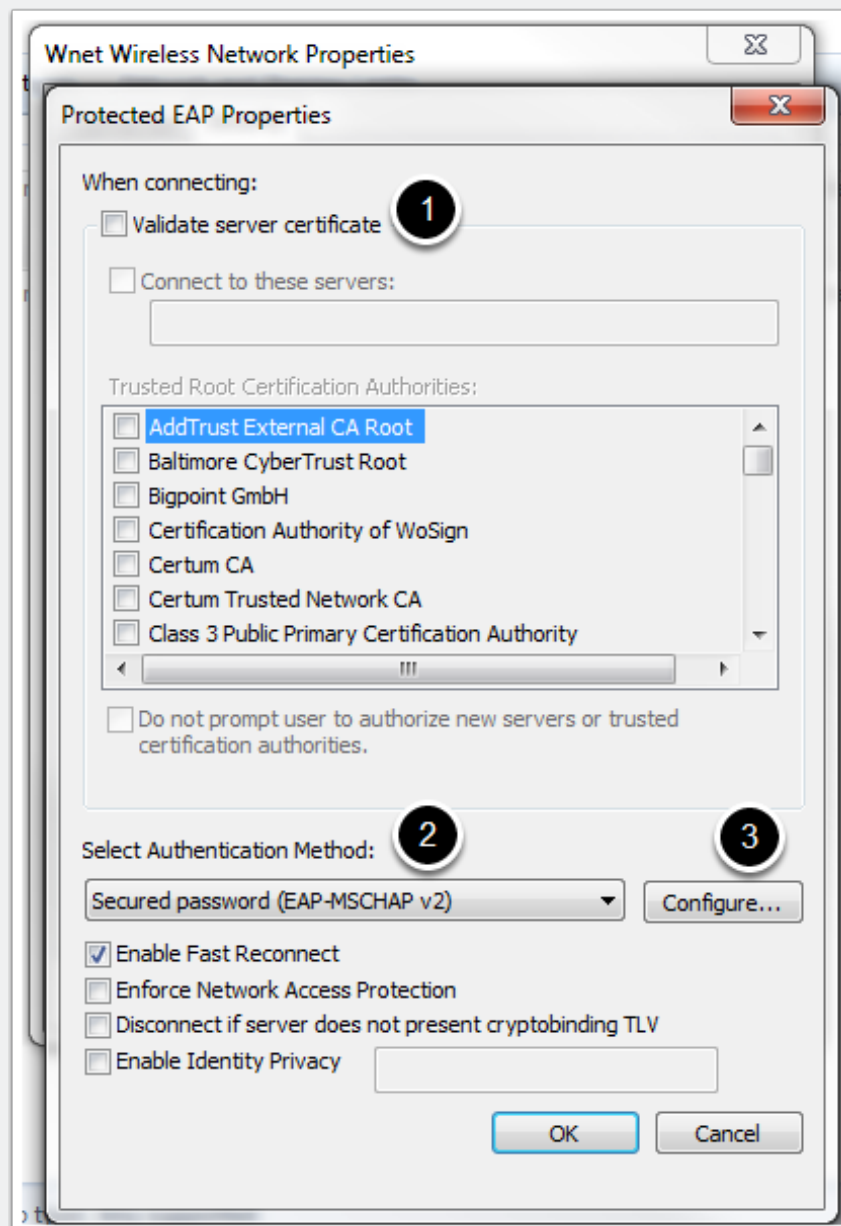 Wnet Wireless Network Properties
Protected EAP Properties
When connecting:
1
Validate server certificate
Connect to these servers:
Trusted Root Certification Authorities:
AddTrust External CA Root
Baltimore CyberTrust Root
Bigpoint GmbH
Certification Authority of WoSign
Certum CA
Certum Trusted Network CA
Class 3 Public Primary Certification Authority
Do not prompt user to authorize new servers or trusted
certification authorities.
2
3
Select Authentication Method:
Secured password (EAP-MSCHAP v2)
Configure...
Enable Fast Reconnect
Enforce Network Access Protection
Disconnect if server does not present cryptobinding TLV
Enable Identity Privacy
OK
Cancel